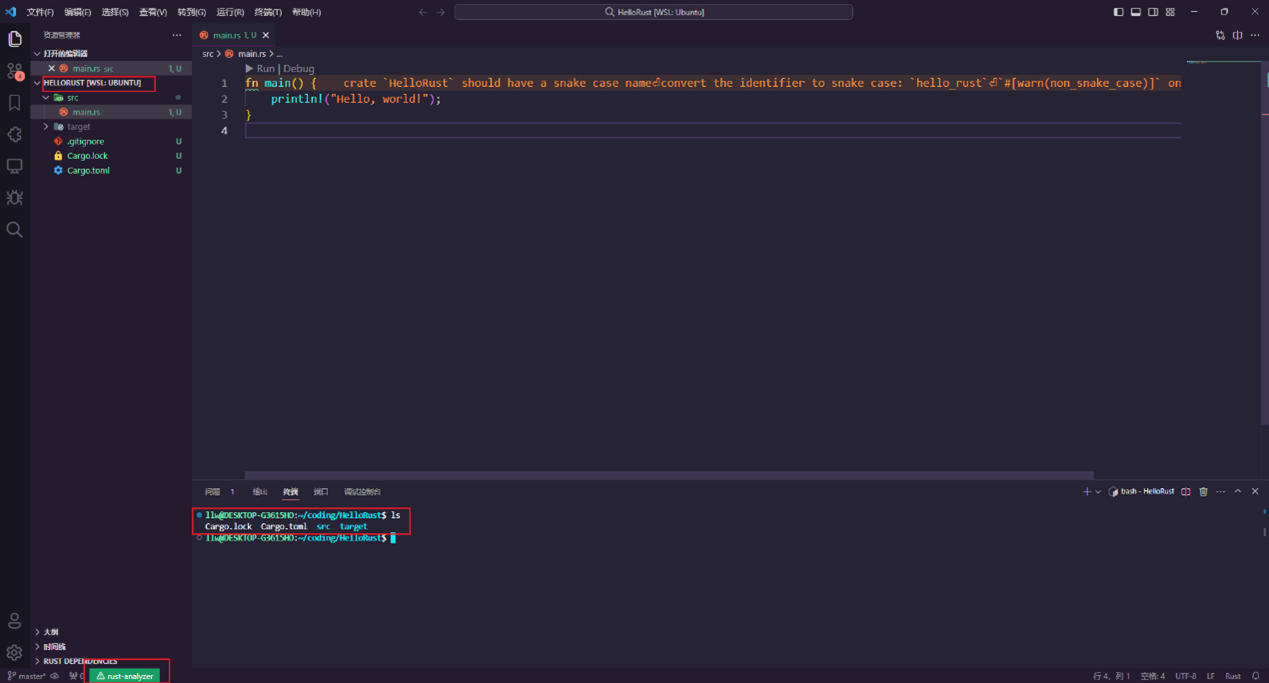 文件(F) 编辑(E) 选择(S) 查看(V) 转到(G) 运行(R) 终端(T) 帮助(H)
HelloRust [WSL: Ubuntu]
资源管理器
打开的编辑器
main.rs src 1, U
HELLORUST [WSL: UBUNTU]
src
main.rs 1, U
target
.gitignore U
Cargo.lock U
Cargo.toml U
大纲
时间线
RUST DEPENDENCIES
main.rs 1, U
src > main.rs > ...
Run | Debug
1 fn main() { crate `HelloRust` should have a snake case name⏎convert the identifier to snake case: `hello_rust`⏎`#[warn(non_snake_case)]` on
2 println!("Hello, world!");
3 }
4
问题 1 输出 终端 端口 调试控制台
bash - HelloRust
llw@DESKTOP-G3615HO:~/coding/HelloRust$ ls
Cargo.lock Cargo.toml src target
llw@DESKTOP-G3615HO:~/coding/HelloRust$
master* 0 rust-analyzer
行 4，列 1 空格: 4 UTF-8 LF Rust